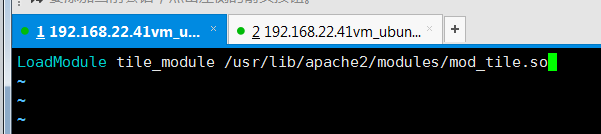 1 192.168.22.41vm_u...
2 192.168.22.41vm_ubun...
LoadModule tile_module /usr/lib/apache2/modules/mod_tile.so
~
~
~